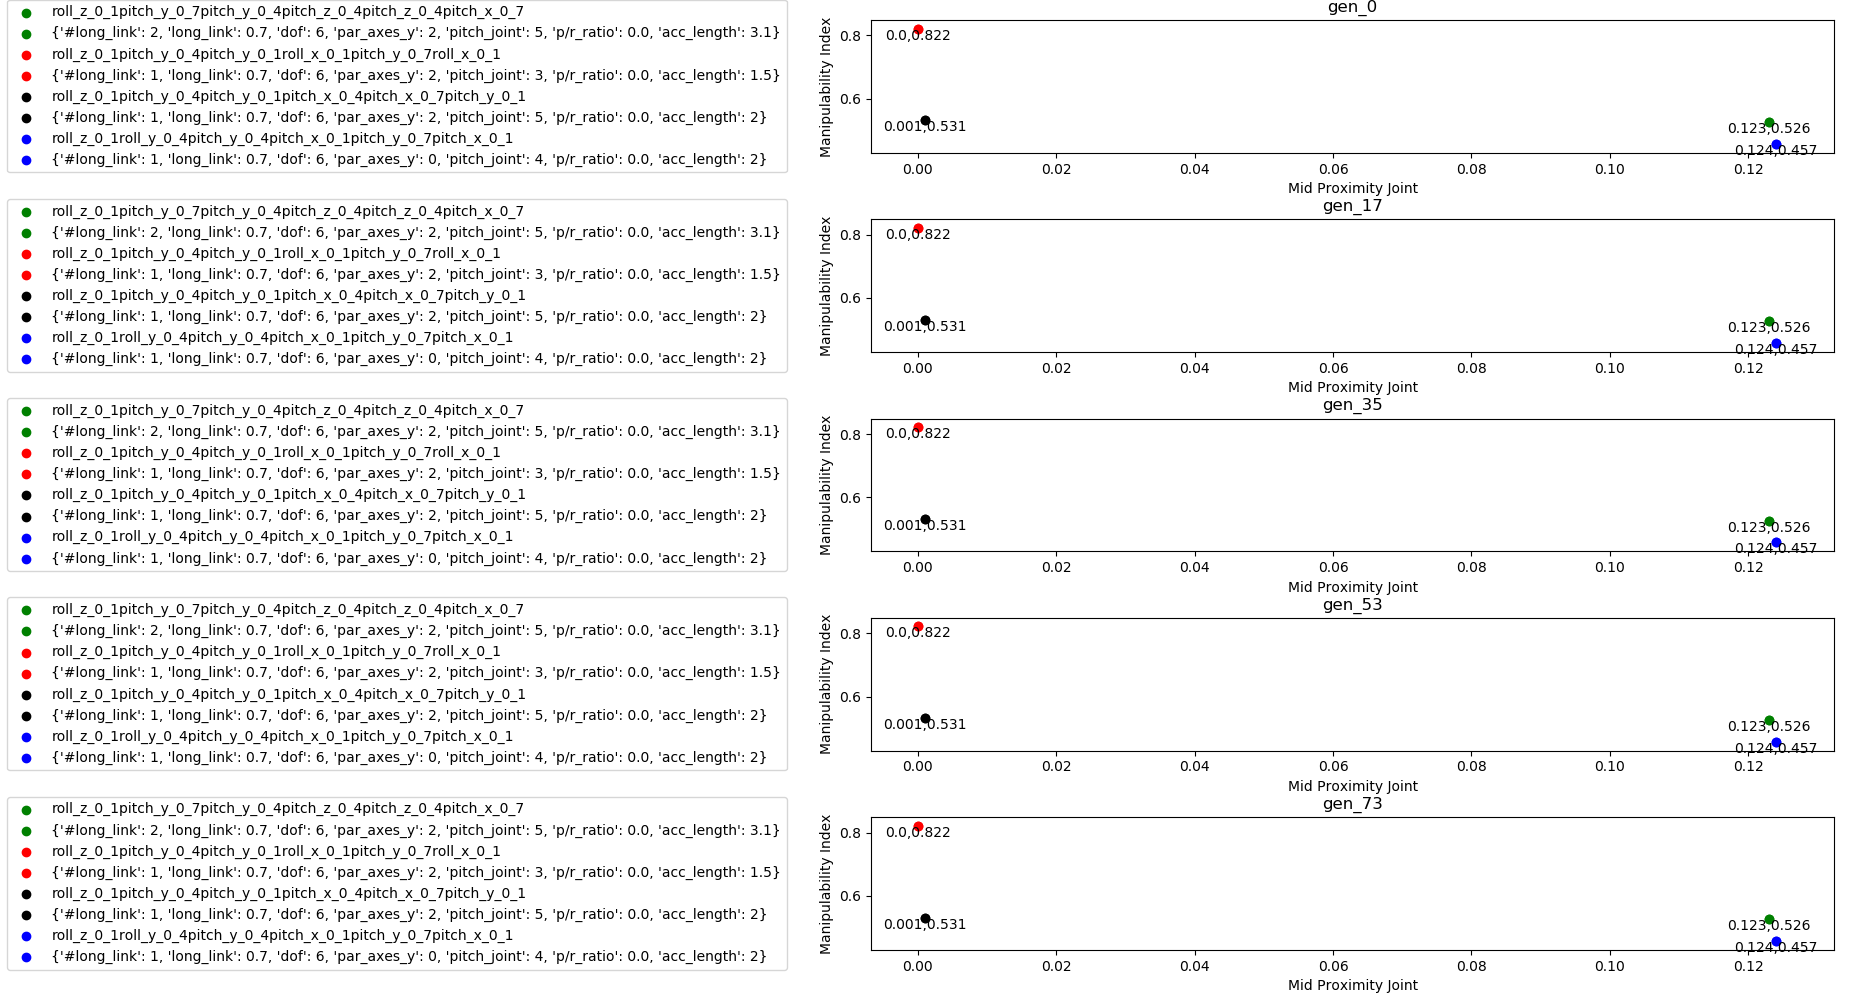 roll_z_0_1pitch_y_0_7pitch_y_0_4pitch_z_0_4pitch_z_0_4pitch_x_0_7
{'#long_link': 2, 'long_link': 0.7, 'dof': 6, 'par_axes_y': 2, 'pitch_joint': 5, 'p/r_ratio': 0.0, 'acc_length': 3.1}
roll_z_0_1pitch_y_0_4pitch_y_0_1roll_x_0_1pitch_y_0_7roll_x_0_1
{'#long_link': 1, 'long_link': 0.7, 'dof': 6, 'par_axes_y': 2, 'pitch_joint': 3, 'p/r_ratio': 0.0, 'acc_length': 1.5}
roll_z_0_1pitch_y_0_4pitch_y_0_1pitch_x_0_4pitch_x_0_7pitch_y_0_1
{'#long_link': 1, 'long_link': 0.7, 'dof': 6, 'par_axes_y': 2, 'pitch_joint': 5, 'p/r_ratio': 0.0, 'acc_length': 2}
roll_z_0_1roll_y_0_4pitch_y_0_4pitch_x_0_1pitch_y_0_7pitch_x_0_1
{'#long_link': 1, 'long_link': 0.7, 'dof': 6, 'par_axes_y': 0, 'pitch_joint': 4, 'p/r_ratio': 0.0, 'acc_length': 2}
gen_0
Manipulability Index
0.8
0.6
0.0,0.822
0.001,0.531
0.123,0.526
0.124,0.457
0.00 0.02 0.04 0.06 0.08 0.10 0.12
Mid Proximity Joint
roll_z_0_1pitch_y_0_7pitch_y_0_4pitch_z_0_4pitch_z_0_4pitch_x_0_7
{'#long_link': 2, 'long_link': 0.7, 'dof': 6, 'par_axes_y': 2, 'pitch_joint': 5, 'p/r_ratio': 0.0, 'acc_length': 3.1}
roll_z_0_1pitch_y_0_4pitch_y_0_1roll_x_0_1pitch_y_0_7roll_x_0_1
{'#long_link': 1, 'long_link': 0.7, 'dof': 6, 'par_axes_y': 2, 'pitch_joint': 3, 'p/r_ratio': 0.0, 'acc_length': 1.5}
roll_z_0_1pitch_y_0_4pitch_y_0_1pitch_x_0_4pitch_x_0_7pitch_y_0_1
{'#long_link': 1, 'long_link': 0.7, 'dof': 6, 'par_axes_y': 2, 'pitch_joint': 5, 'p/r_ratio': 0.0, 'acc_length': 2}
roll_z_0_1roll_y_0_4pitch_y_0_4pitch_x_0_1pitch_y_0_7pitch_x_0_1
{'#long_link': 1, 'long_link': 0.7, 'dof': 6, 'par_axes_y': 0, 'pitch_joint': 4, 'p/r_ratio': 0.0, 'acc_length': 2}
gen_17
Manipulability Index
0.8
0.6
0.0,0.822
0.001,0.531
0.123,0.526
0.124,0.457
0.00 0.02 0.04 0.06 0.08 0.10 0.12
Mid Proximity Joint
roll_z_0_1pitch_y_0_7pitch_y_0_4pitch_z_0_4pitch_z_0_4pitch_x_0_7
{'#long_link': 2, 'long_link': 0.7, 'dof': 6, 'par_axes_y': 2, 'pitch_joint': 5, 'p/r_ratio': 0.0, 'acc_length': 3.1}
roll_z_0_1pitch_y_0_4pitch_y_0_1roll_x_0_1pitch_y_0_7roll_x_0_1
{'#long_link': 1, 'long_link': 0.7, 'dof': 6, 'par_axes_y': 2, 'pitch_joint': 3, 'p/r_ratio': 0.0, 'acc_length': 1.5}
roll_z_0_1pitch_y_0_4pitch_y_0_1pitch_x_0_4pitch_x_0_7pitch_y_0_1
{'#long_link': 1, 'long_link': 0.7, 'dof': 6, 'par_axes_y': 2, 'pitch_joint': 5, 'p/r_ratio': 0.0, 'acc_length': 2}
roll_z_0_1roll_y_0_4pitch_y_0_4pitch_x_0_1pitch_y_0_7pitch_x_0_1
{'#long_link': 1, 'long_link': 0.7, 'dof': 6, 'par_axes_y': 0, 'pitch_joint': 4, 'p/r_ratio': 0.0, 'acc_length': 2}
gen_35
Manipulability Index
0.8
0.6
0.0,0.822
0.001,0.531
0.123,0.526
0.124,0.457
0.00 0.02 0.04 0.06 0.08 0.10 0.12
Mid Proximity Joint
roll_z_0_1pitch_y_0_7pitch_y_0_4pitch_z_0_4pitch_z_0_4pitch_x_0_7
{'#long_link': 2, 'long_link': 0.7, 'dof': 6, 'par_axes_y': 2, 'pitch_joint': 5, 'p/r_ratio': 0.0, 'acc_length': 3.1}
roll_z_0_1pitch_y_0_4pitch_y_0_1roll_x_0_1pitch_y_0_7roll_x_0_1
{'#long_link': 1, 'long_link': 0.7, 'dof': 6, 'par_axes_y': 2, 'pitch_joint': 3, 'p/r_ratio': 0.0, 'acc_length': 1.5}
roll_z_0_1pitch_y_0_4pitch_y_0_1pitch_x_0_4pitch_x_0_7pitch_y_0_1
{'#long_link': 1, 'long_link': 0.7, 'dof': 6, 'par_axes_y': 2, 'pitch_joint': 5, 'p/r_ratio': 0.0, 'acc_length': 2}
roll_z_0_1roll_y_0_4pitch_y_0_4pitch_x_0_1pitch_y_0_7pitch_x_0_1
{'#long_link': 1, 'long_link': 0.7, 'dof': 6, 'par_axes_y': 0, 'pitch_joint': 4, 'p/r_ratio': 0.0, 'acc_length': 2}
gen_53
Manipulability Index
0.8
0.6
0.0,0.822
0.001,0.531
0.123,0.526
0.124,0.457
0.00 0.02 0.04 0.06 0.08 0.10 0.12
Mid Proximity Joint
roll_z_0_1pitch_y_0_7pitch_y_0_4pitch_z_0_4pitch_z_0_4pitch_x_0_7
{'#long_link': 2, 'long_link': 0.7, 'dof': 6, 'par_axes_y': 2, 'pitch_joint': 5, 'p/r_ratio': 0.0, 'acc_length': 3.1}
roll_z_0_1pitch_y_0_4pitch_y_0_1roll_x_0_1pitch_y_0_7roll_x_0_1
{'#long_link': 1, 'long_link': 0.7, 'dof': 6, 'par_axes_y': 2, 'pitch_joint': 3, 'p/r_ratio': 0.0, 'acc_length': 1.5}
roll_z_0_1pitch_y_0_4pitch_y_0_1pitch_x_0_4pitch_x_0_7pitch_y_0_1
{'#long_link': 1, 'long_link': 0.7, 'dof': 6, 'par_axes_y': 2, 'pitch_joint': 5, 'p/r_ratio': 0.0, 'acc_length': 2}
roll_z_0_1roll_y_0_4pitch_y_0_4pitch_x_0_1pitch_y_0_7pitch_x_0_1
{'#long_link': 1, 'long_link': 0.7, 'dof': 6, 'par_axes_y': 0, 'pitch_joint': 4, 'p/r_ratio': 0.0, 'acc_length': 2}
gen_73
Manipulability Index
0.8
0.6
0.0,0.822
0.001,0.531
0.123,0.526
0.124,0.457
0.00 0.02 0.04 0.06 0.08 0.10 0.12
Mid Proximity Joint